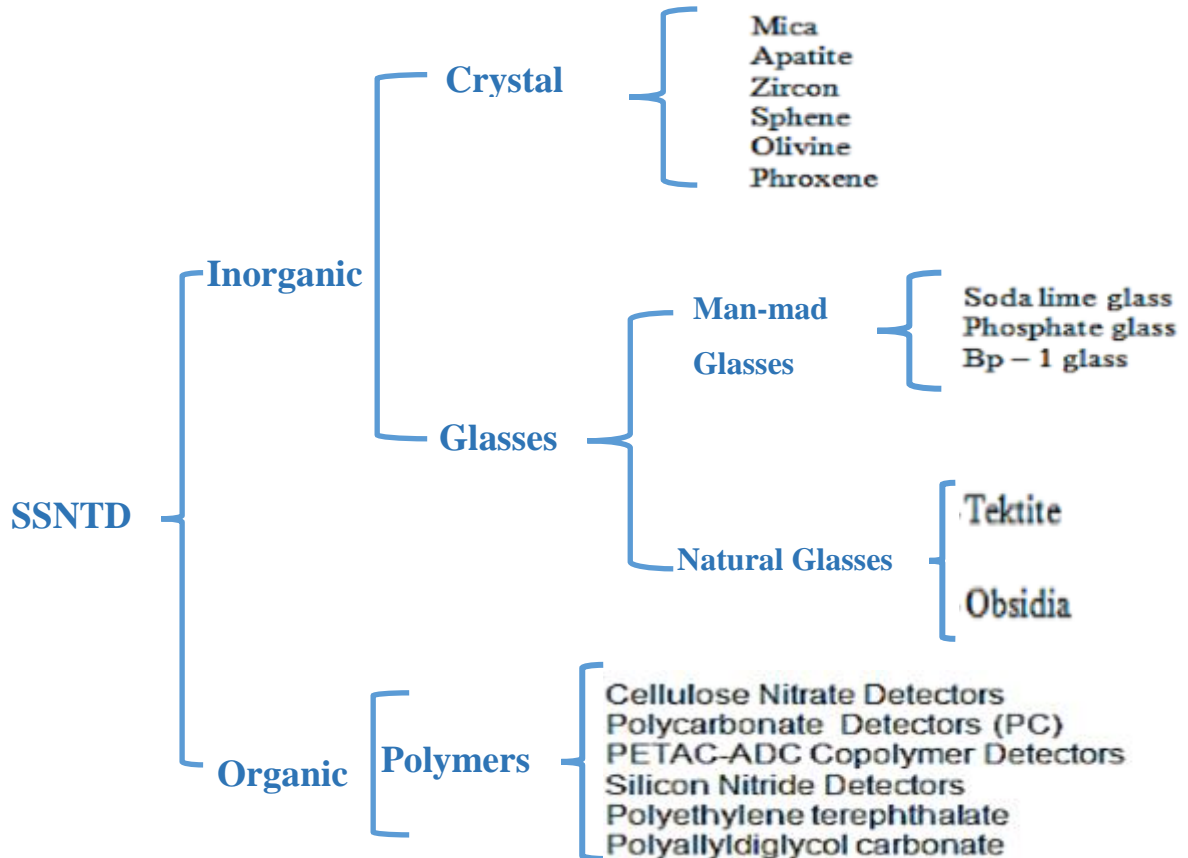 SSNTD
Inorganic
Crystal
Mica
Apatite
Zircon
Sphene
Olivine
Phroxene
Glasses
Man-mad
Glasses
Soda lime glass
Phosphate glass
Bp – 1 glass
Natural Glasses
Tektite
Obsidia
Organic
Polymers
Cellulose Nitrate Detectors
Polycarbonate Detectors (PC)
PETAC-ADC Copolymer Detectors
Silicon Nitride Detectors
Polyethylene terephthalate
Polyallyldiglycol carbonate